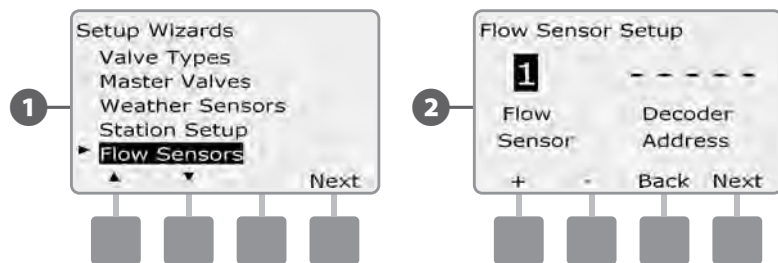 1
Setup Wizards
Valve Types
Master Valves
Weather Sensors
Station Setup
Flow Sensors
Next
2
Flow Sensor Setup
1 - - - - -
Flow Sensor
Decoder Address
+ - Back Next